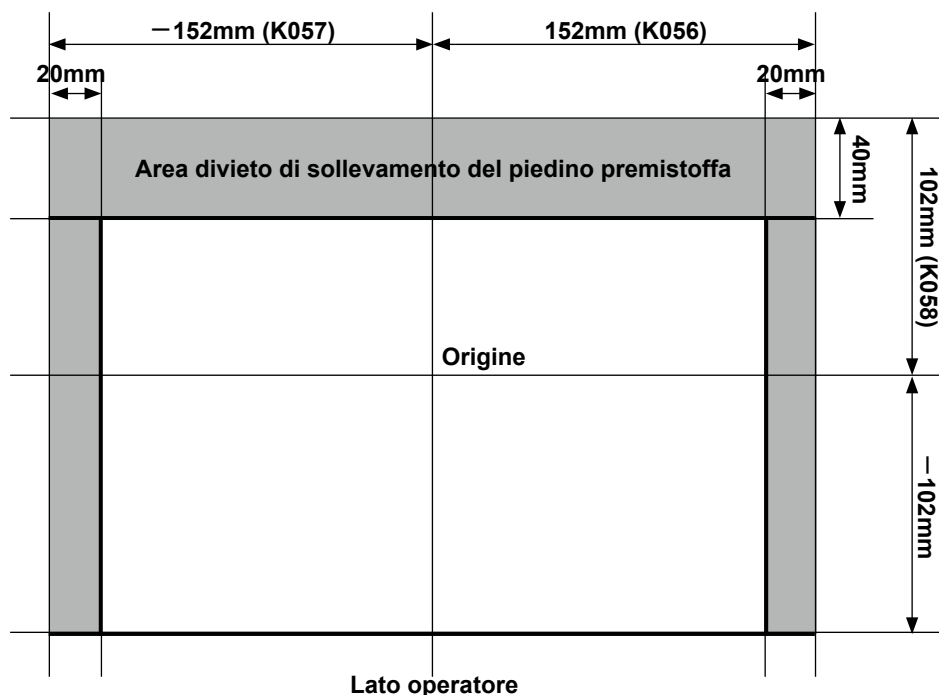 －152mm (K057)
152mm (K056)
20mm
20mm
Area divieto di sollevamento del piedino premistoffa
40mm
102mm (K058)
Origine
－102mm
Lato operatore